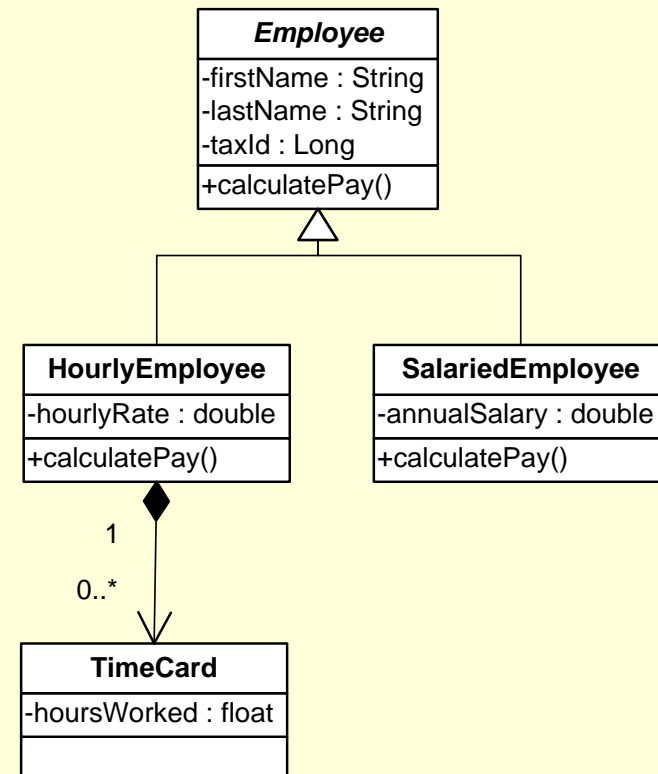 Employee
-firstName : String
-lastName : String
-taxId : Long
+calculatePay()
HourlyEmployee
-hourlyRate : double
+calculatePay()
SalariedEmployee
-annualSalary : double
+calculatePay()
1
0..*
TimeCard
-hoursWorked : float